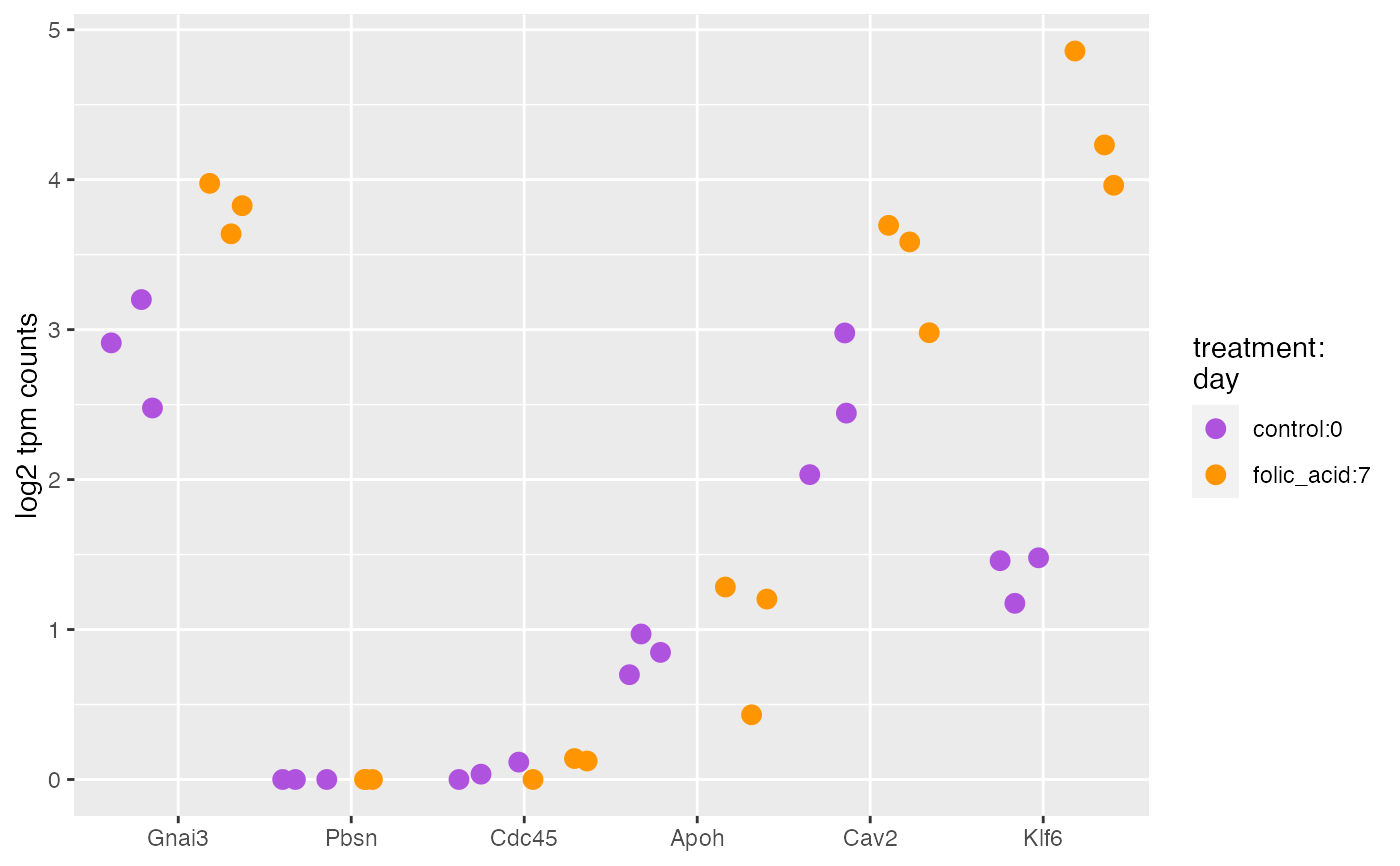 5
4
3
2
1
0
log2 tpm counts
Gnai3 Pbsn Cdc45 Apoh Cav2 Klf6
treatment:
day
control:0
folic_acid:7